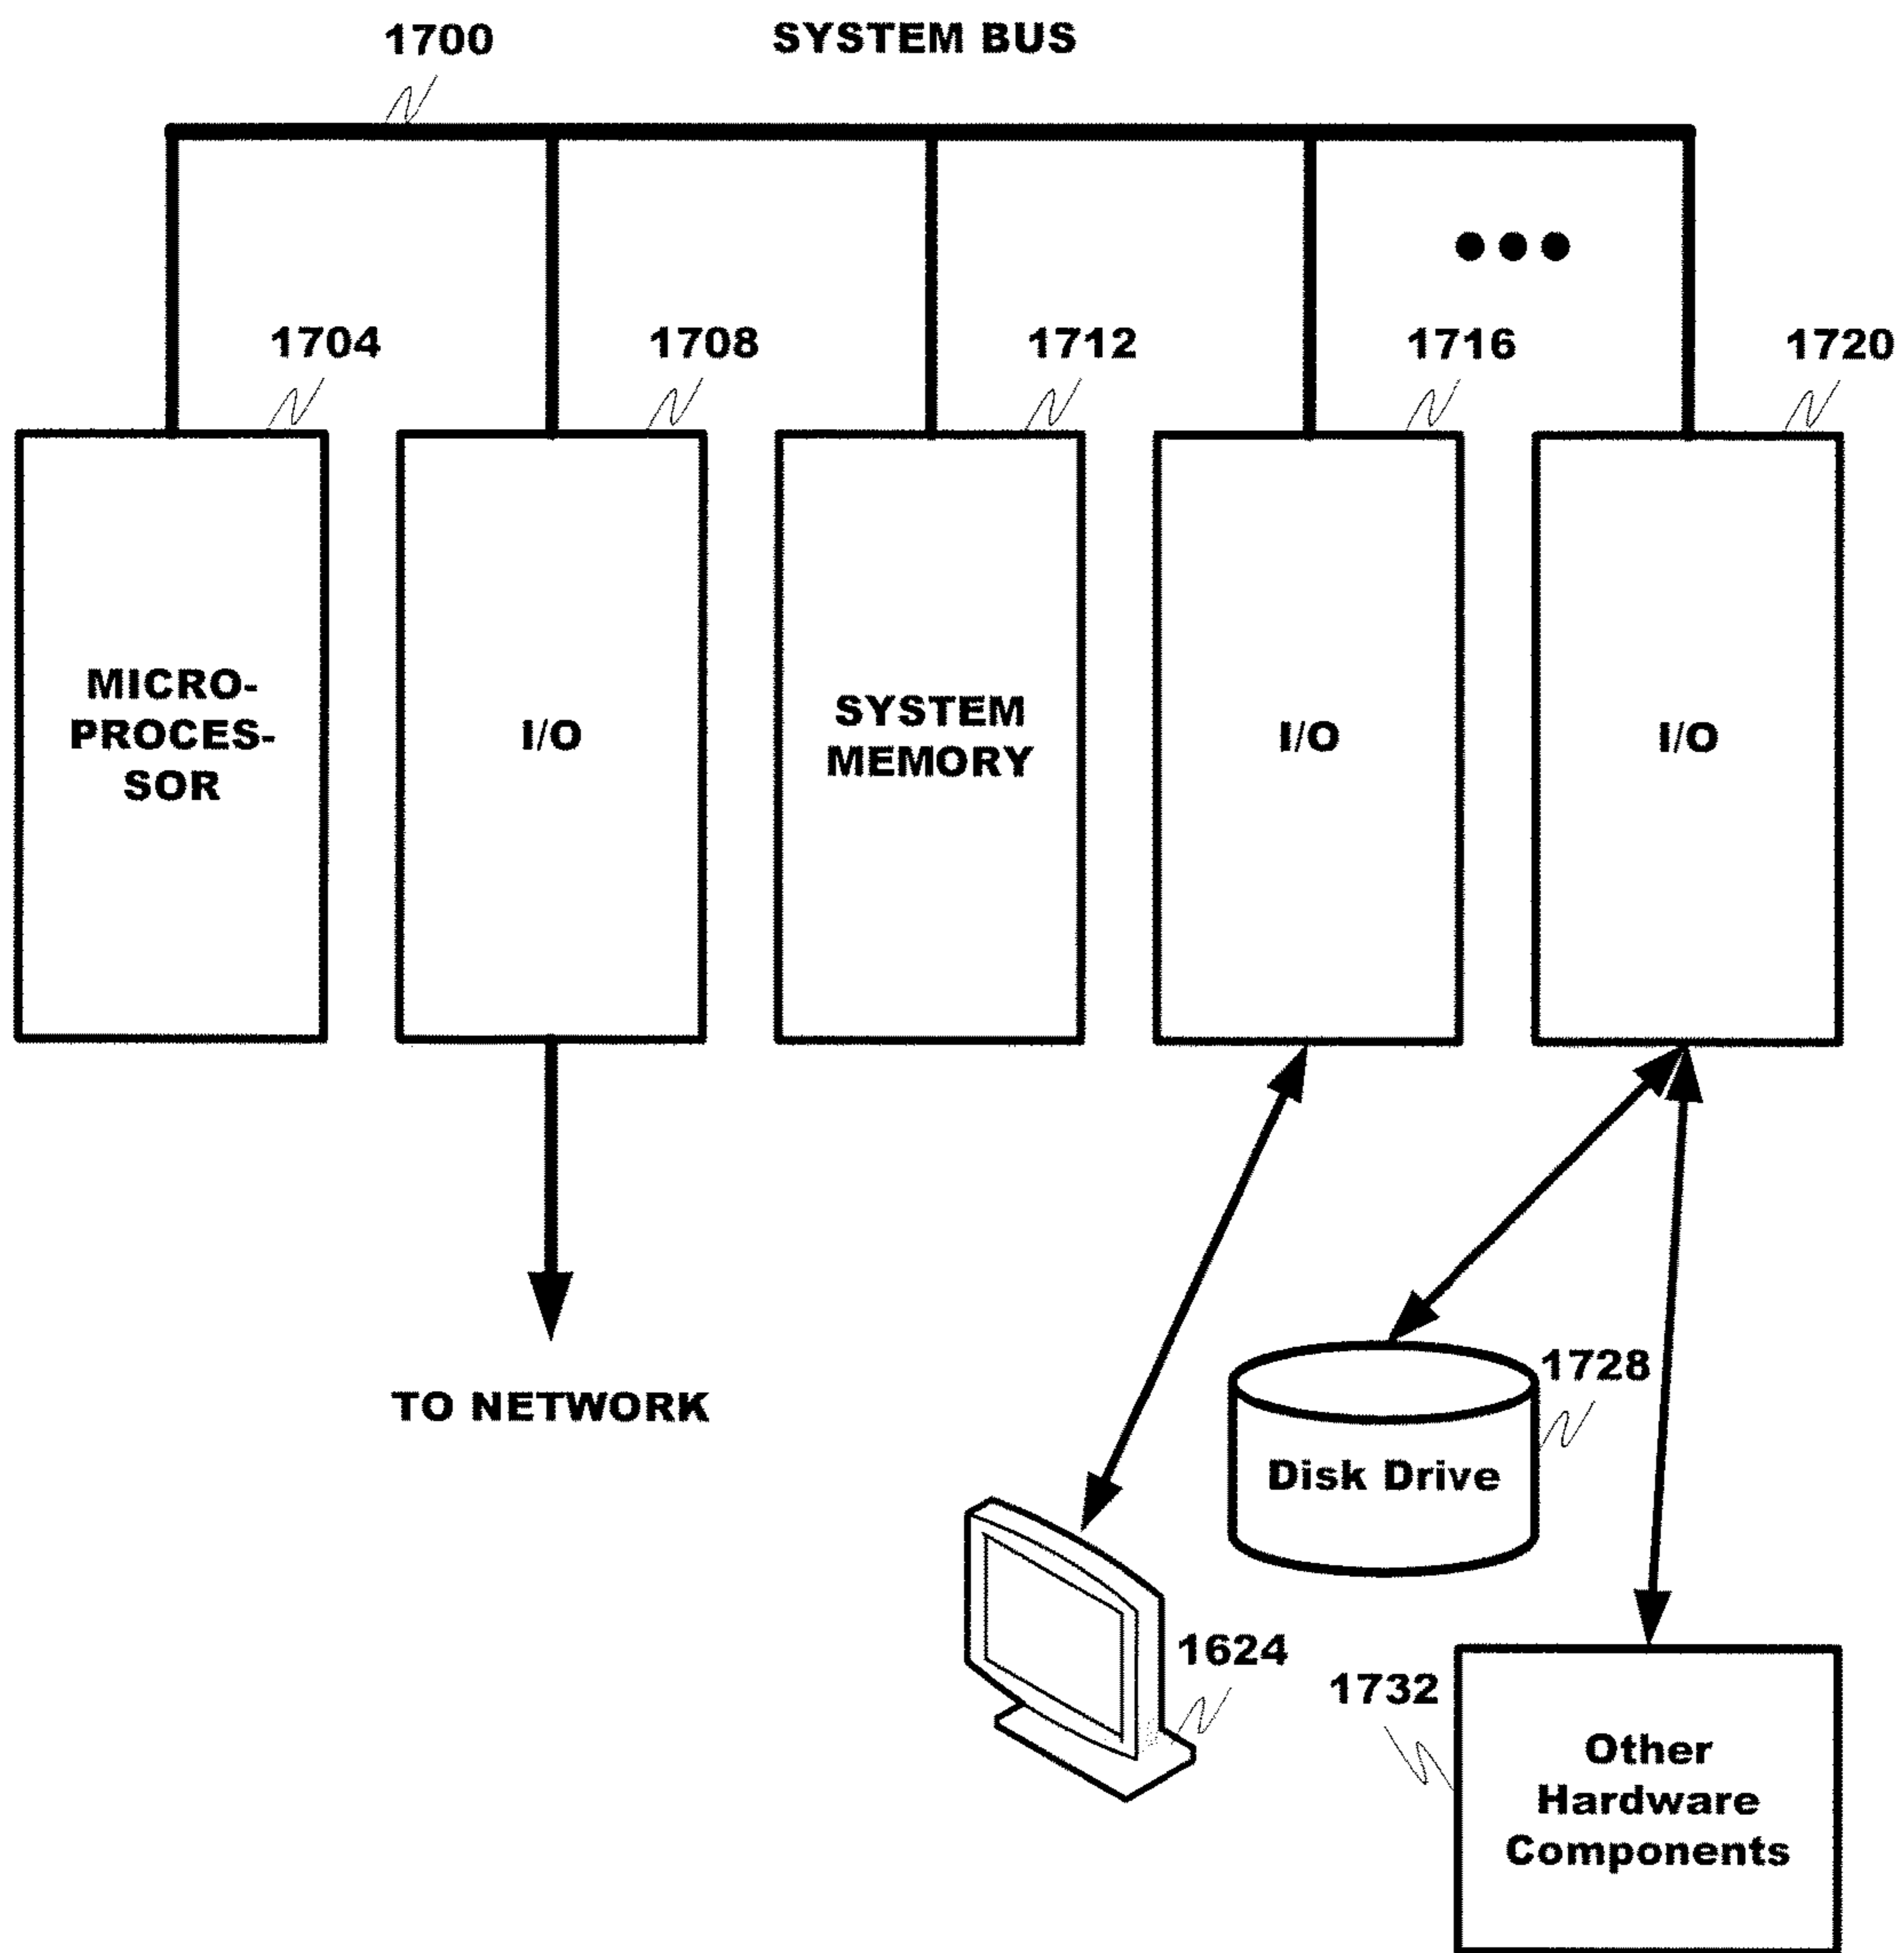 1700
SYSTEM BUS
1704
1708
1712
1716
1720
MICRO-
PROCES-
SOR
I/O
SYSTEM
MEMORY
I/O
I/O
TO NETWORK
1728
Disk Drive
1624
1732
Other
Hardware
Components